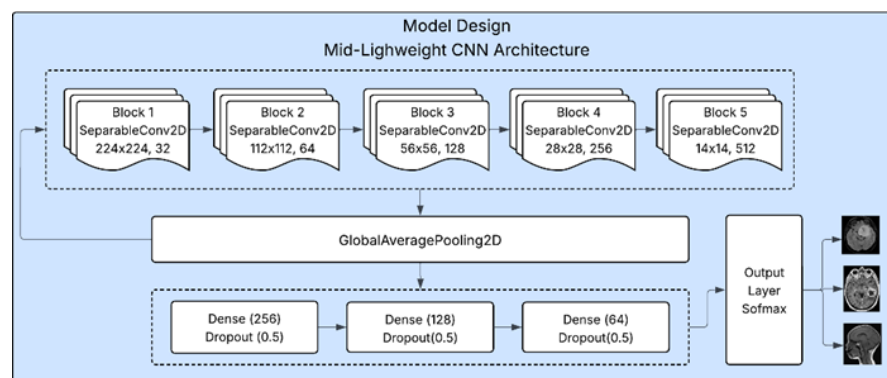 Model Design
Mid-Lighweight CNN Architecture
Block 1
SeparableConv2D
224x224, 32
Block 2
SeparableConv2D
112x112, 64
Block 3
SeparableConv2D
56x56, 128
Block 4
SeparableConv2D
28x28, 256
Block 5
SeparableConv2D
14x14, 512
GlobalAveragePooling2D
Dense (256)
Dropout (0.5)
Dense (128)
Dropout(0.5)
Dense (64)
Dropout(0.5)
Output
Layer
Sofmax